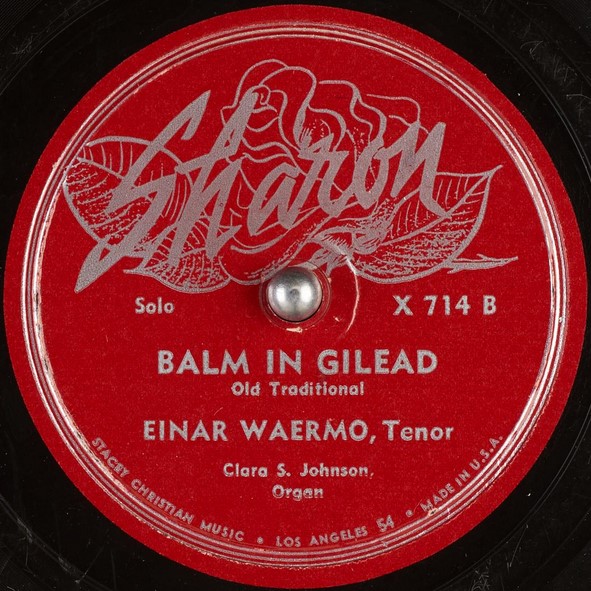 Sharon
Solo
X 714 B
BALM IN GILEAD
Old Traditional
EINAR WAERMO, Tenor
Clara S. Johnson,
Organ
STACEY CHRISTIAN MUSIC • LOS ANGELES 54 • MADE IN U.S.A.